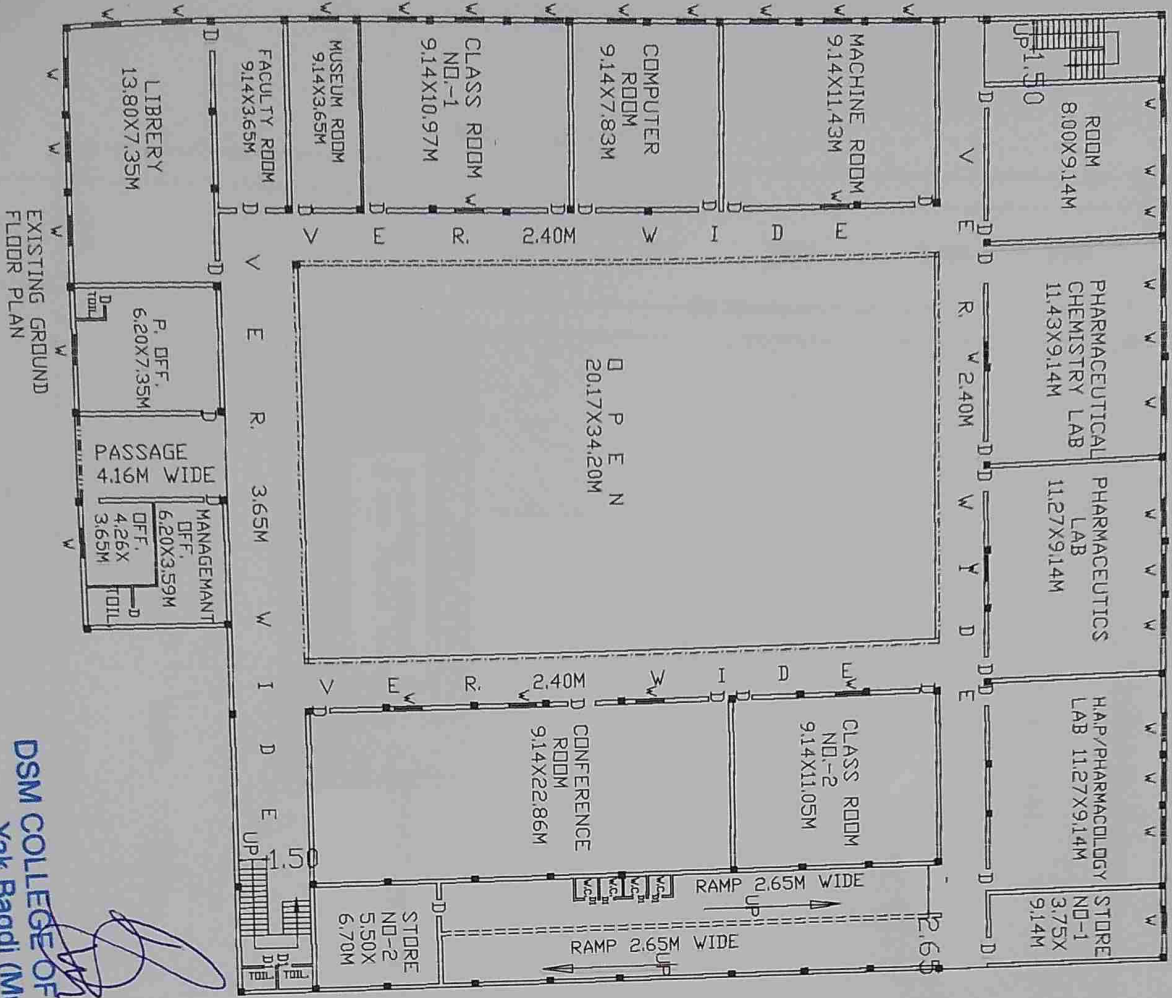 UP
1.50
ROOM
8.00X9.14M
PHARMACEUTICAL
CHEMISTRY LAB
11.43X9.14M
PHARMACEUTICS
LAB
11.27X9.14M
H.A.P/PHARMACOLOGY
LAB 11.27X9.14M
STORE
NO-1
3.75X
9.14M
V E R. 2.40M W I D E
MACHINE ROOM
9.14X11.43M
COMPUTER
ROOM
9.14X7.83M
CLASS ROOM
NO.-1
9.14X10.97M
MUSEUM ROOM
9.14X3.65M
FACULTY ROOM
9.14X3.65M
LIBRERY
13.80X7.35M
V E R. 2.40M W I D E
O P E N
20.17X34.20M
V E R. 2.40M W I D E
CLASS ROOM
NO.-2
9.14X11.05M
CONFERENCE
ROOM
9.14X22.86M
W.C.
W.C.
W.C.
W.C.
RAMP 2.65M WIDE
UP
2.65
RAMP 2.65M WIDE
UP
STORE
NO-2
5.50X
6.70M
V E R. 3.65M W I D E
UP
1.50
TOIL.
TOIL.
P. OFF.
6.20X7.35M
TOIL.
PASSAGE
4.16M WIDE
MANAGEMANT
OFF.
6.20X3.59M
OFF.
4.26X
3.65M
TOIL.
EXISTING GROUND
FLOOR PLAN
DSM COLLEGE OF